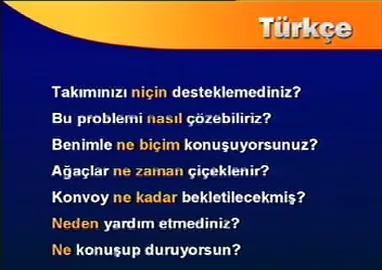 Türkçe
Takımınızı niçin desteklemediniz?
Bu problemi nasıl çözebiliriz?
Benimle ne biçim konuşuyorsunuz?
Ağaçlar ne zaman çiçeklenir?
Konvoy ne kadar bekletilecekmiş?
Neden yardım etmediniz?
Ne konuşup duruyorsun?